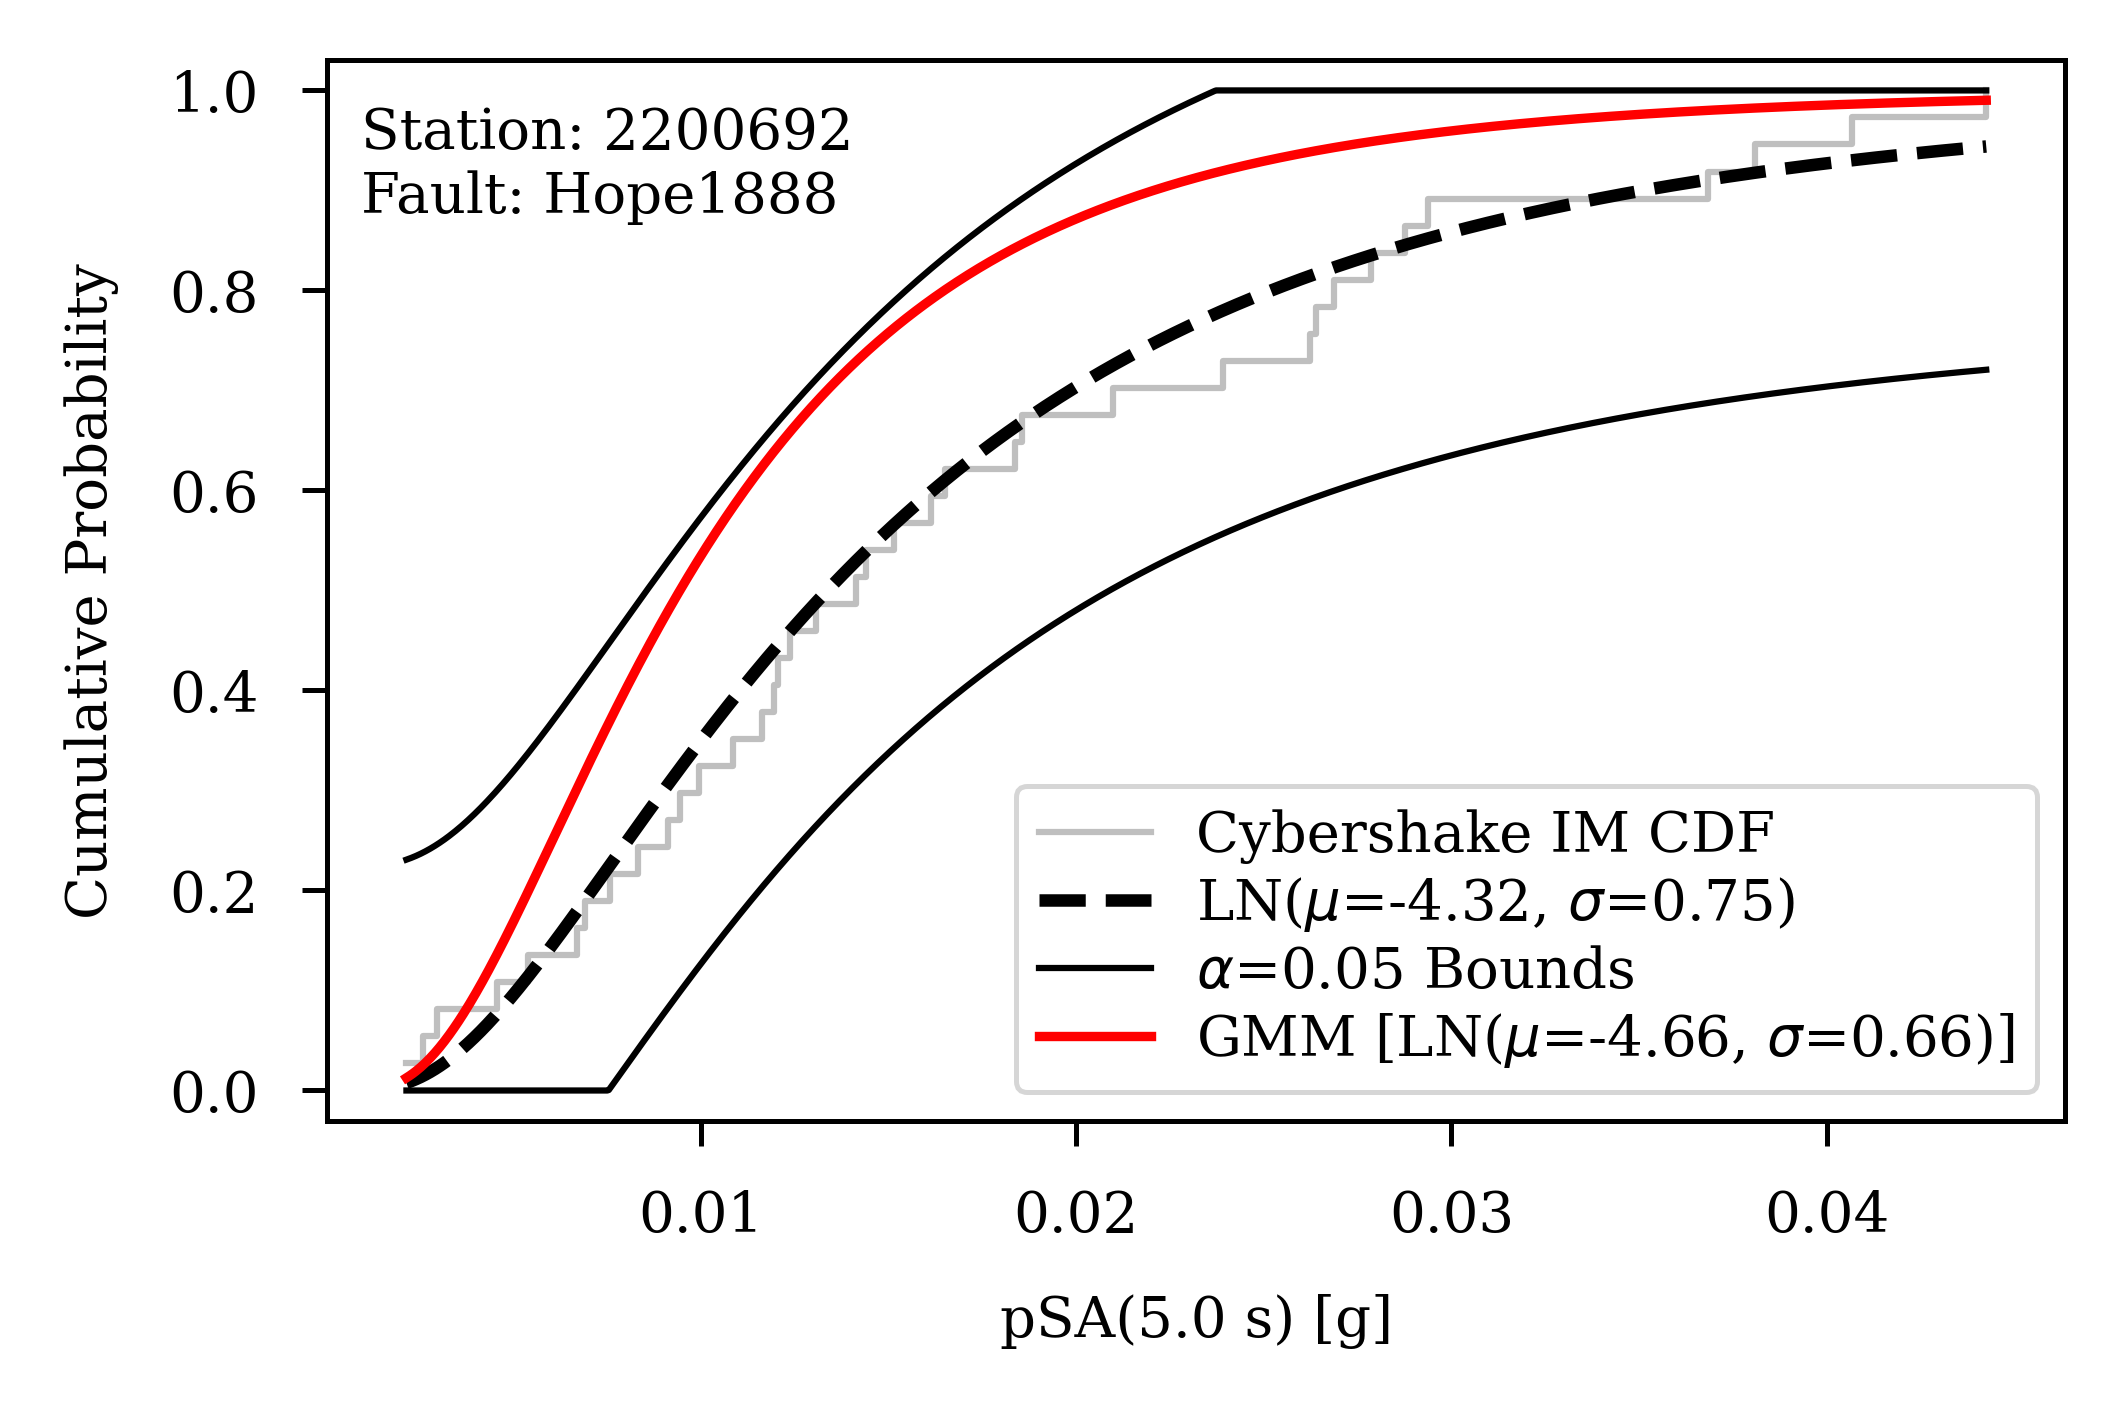 Station: 2200692
Fault: Hope1888
1.0
0.8
0.6
0.4
0.2
0.0
Cumulative Probability
Cybershake IM CDF
LN(μ=-4.32, σ=0.75)
α=0.05 Bounds
GMM [LN(μ=-4.66, σ=0.66)]
0.01 0.02 0.03 0.04
pSA(5.0 s) [g]